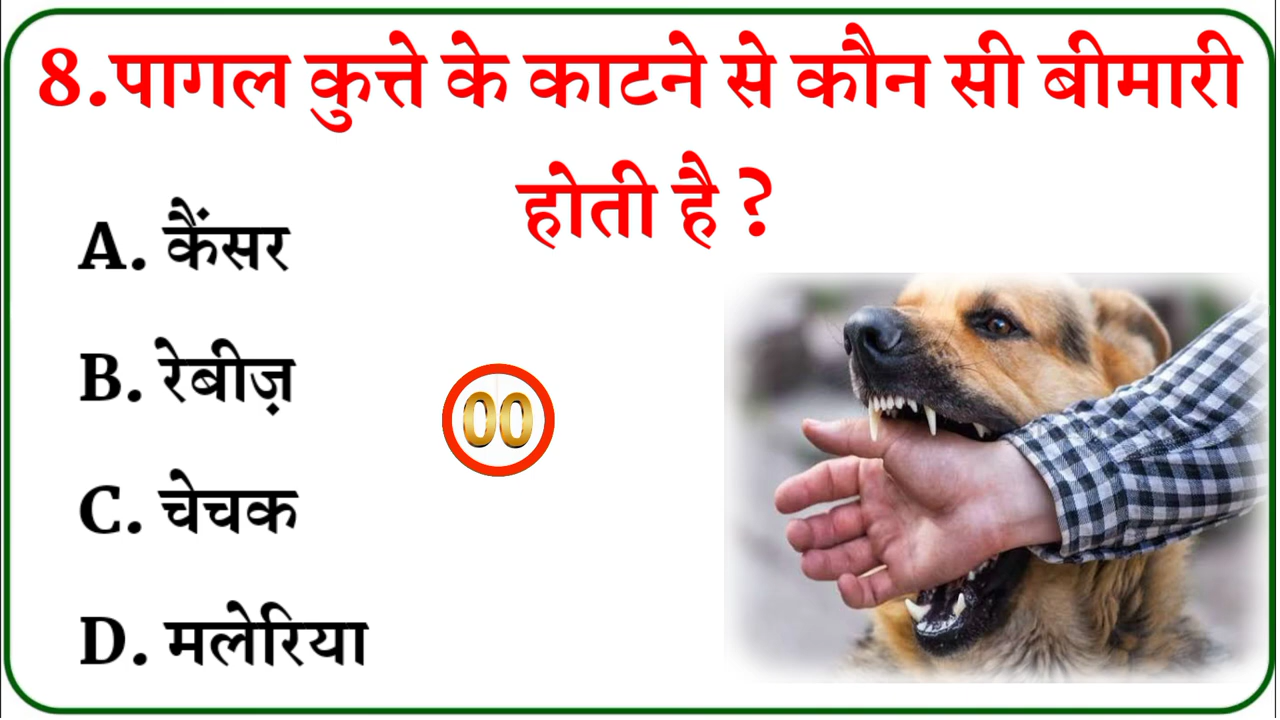 8.पागल कुत्ते के काटने से कौन सी बीमारी
होती है ?
A. कैंसर
B. रेबीज़
00
C. चेचक
D. मलेरिया